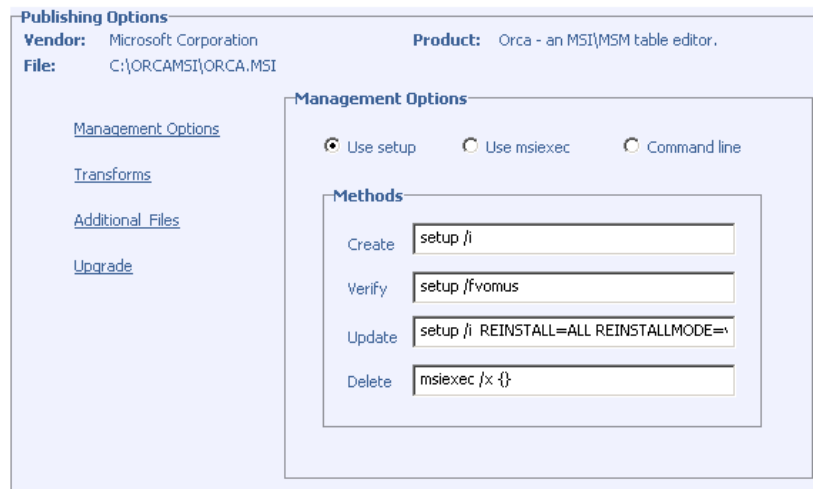 Publishing Options
Vendor: Microsoft Corporation Product: Orca - an MSI\MSM table editor.
File: C:\ORCAMSI\ORCA.MSI
Management Options
Management Options
Use setup Use msiexec Command line
Transforms
Methods
Additional Files
Create setup /i
Upgrade
Verify setup /fvomus
Update setup /i REINSTALL=ALL REINSTALLMODE=
Delete msiexec /x {}